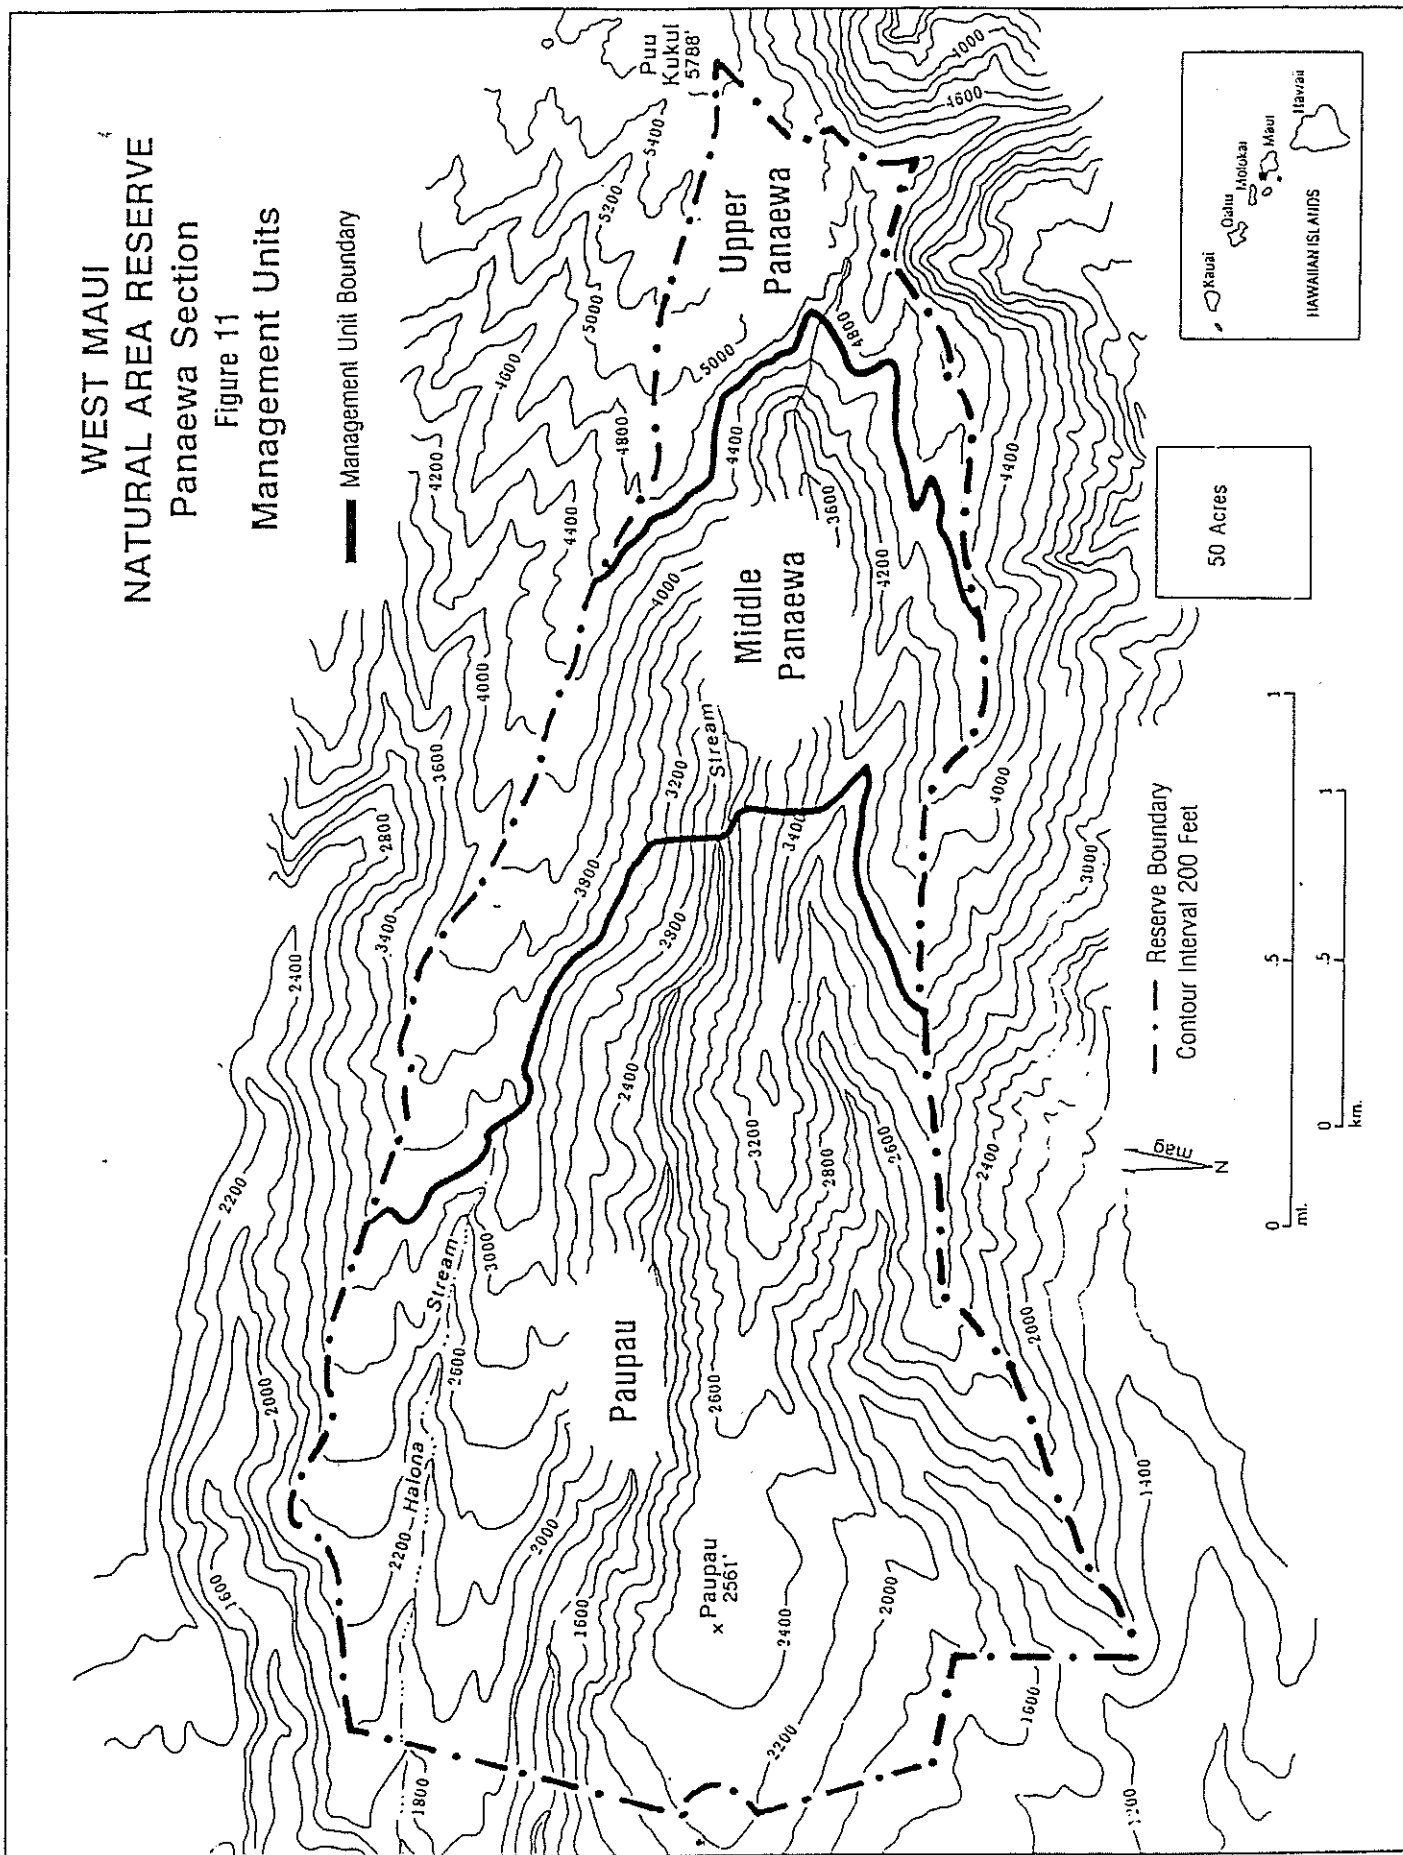 WEST MAUI
NATURAL AREA RESERVE
Panaewa Section
Figure 11
Management Units
Management Unit Boundary
Puu
Kukui
5788'
Upper
Panaewa
Middle
Panaewa
Paupau
x Paupau
2561'
Halona
Stream
Stream
5400
5200
5000
5000
4800
4800
4600
4600
4400
4400
4400
4200
4200
4000
4000
4000
4000
4000
3800
3600
3600
3400
3400
3200
3200
3000
3000
2800
2800
2800
2600
2600
2600
2600
2400
2400
2400
2400
2200
2200
2200
2000
2000
2000
2000
1800
1600
1600
1600
1400
1200
Reserve Boundary
Contour Interval 200 Feet
N
mag
0 .5 1
mi.
0 .5 1
km.
50 Acres
Kauai
Oahu
Molokai
Maui
Hawaii
HAWAIIAN ISLANDS